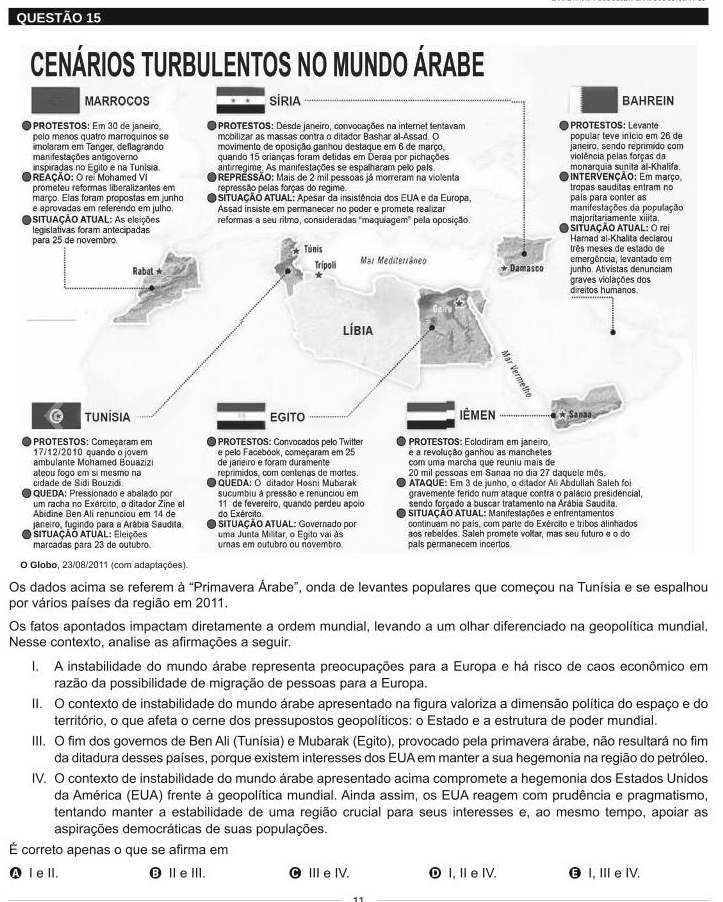 QUESTÃO 15
CENÁRIOS TURBULENTOS NO MUNDO ÁRABE
MARROCOS
PROTESTOS: Em 30 de janeiro,
pelo menos quatro marroquinos se
imolaram em Tanger, deflagrando
manifestações antigoverno
inspiradas no Egito e na Tunísia.
REAÇÃO: O rei Mohamed VI
prometeu reformas liberalizantes em
março. Elas foram propostas em junho
e aprovadas em referendo em julho.
SITUAÇÃO ATUAL: As eleições
legislativas foram antecipadas
para 25 de novembro.
SÍRIA
PROTESTOS: Desde janeiro, convocações na internet tentavam
mobilizar as massas contra o ditador Bashar al-Assad. O
movimento de oposição ganhou destaque em 6 de março,
quando 15 crianças foram detidas em Deraa por pichações
antirregime. As manifestações se espalharam pelo país.
REPRESSÃO: Mais de 2 mil pessoas já morreram na violenta
repressão pelas forças do regime.
SITUAÇÃO ATUAL: Apesar da insistência dos EUA e da Europa,
Assad insiste em permanecer no poder e promete realizar
reformas a seu ritmo, consideradas “maquiagem” pela oposição.
BAHREIN
PROTESTOS: Levante
popular teve início em 26 de
janeiro, sendo reprimido com
violência pelas forças da
monarquia sunita al-Khalifa.
INTERVENÇÃO: Em março,
tropas sauditas entram no
país para conter as
manifestações da população
majoritariamente xiiita.
SITUAÇÃO ATUAL: O rei
Harnad al-Khalita declarou
três meses de estado de
emergência, levantado em
junho. Ativistas denunciam
graves violações dos
direitos humanos.
Rabat
Túnis
Trípoli
Mar Mediterráneo
Damasco
Cairo
LÍBIA
Mar Vermelho
Sanaa
TUNÍSIA
PROTESTOS: Começaram em
17/12/2010 quando o jovem
ambulante Mohamed Bouazizi
ateou fogo em si mesmo na
cidade de Sidi Bouzidi.
QUEDA: Pressionado e abalado por
um racha no Exército, o ditador Zine el
Abidine Ben Ali renunciou em 14 de
janeiro, fugindo para a Arábia Saudita.
SITUAÇÃO ATUAL: Eleições
marcadas para 23 de outubro.
EGITO
PROTESTOS: Convocados pelo Twitter
e pelo Facebook, começaram em 25
de janeiro e foram duramente
reprimidos, com centenas de mortes.
QUEDA: O ditador Hosni Mubarak
sucumbiu à pressão e renunciou em
11 de fevereiro, quando perdeu apoio
do Exército.
SITUAÇÃO ATUAL: Governado por
uma Junta Militar, o Egito vai às
urnas em outubro ou novembro.
IÊMEN
PROTESTOS: Eclodiram em janeiro,
e a revolução ganhou as manchetes
com uma marcha que reuniu mais de
20 mil pessoas em Sanaa no dia 27 daquele mês.
ATAQUE: Em 3 de junho, o ditador Ali Abdullah Saleh foi
gravemente ferido num ataque contra o palácio presidencial,
sendo forçado a buscar tratamento na Arábia Saudita.
SITUAÇÃO ATUAL: Manifestações e enfrentamentos
continuam no país, com parte do Exército e tribos alinhados
aos rebeldes. Saleh promete voltar, mas seu futuro e o do
país permanecem incertos.
O Globo, 23/08/2011 (com adaptações).
Os dados acima se referem à “Primavera Árabe”, onda de levantes populares que começou na Tunísia e se espalhou
por vários países da região em 2011.
Os fatos apontados impactam diretamente a ordem mundial, levando a um olhar diferenciado na geopolítica mundial.
Nesse contexto, analise as afirmações a seguir.
I. A instabilidade do mundo árabe representa preocupações para a Europa e há risco de caos econômico em
razão da possibilidade de migração de pessoas para a Europa.
II. O contexto de instabilidade do mundo árabe apresentado na figura valoriza a dimensão política do espaço e do
território, o que afeta o cerne dos pressupostos geopolíticos: o Estado e a estrutura de poder mundial.
III. O fim dos governos de Ben Ali (Tunísia) e Mubarak (Egito), provocado pela primavera árabe, não resultará no fim
da ditadura desses países, porque existem interesses dos EUA em manter a sua hegemonia na região do petróleo.
IV. O contexto de instabilidade do mundo árabe apresentado acima compromete a hegemonia dos Estados Unidos
da América (EUA) frente à geopolítica mundial. Ainda assim, os EUA reagem com prudência e pragmatismo,
tentando manter a estabilidade de uma região crucial para seus interesses e, ao mesmo tempo, apoiar as
aspirações democráticas de suas populações.
É correto apenas o que se afirma em
A I e II.
B II e III.
C III e IV.
D I, II e IV.
E I, III e IV.
11